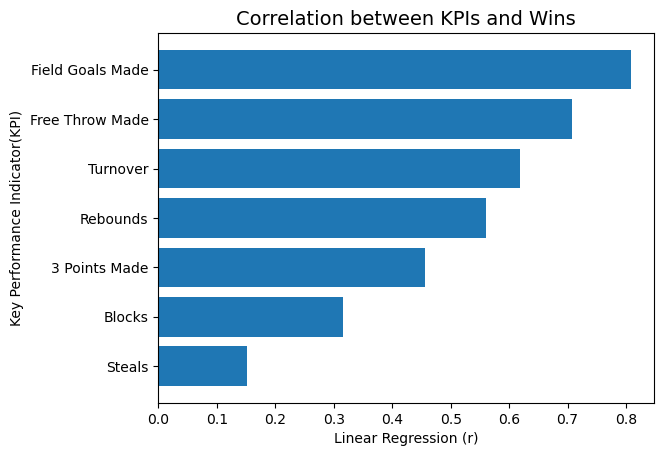 Correlation between KPIs and Wins
Key Performance Indicator(KPI)
Field Goals Made
Free Throw Made
Turnover
Rebounds
3 Points Made
Blocks
Steals
0.0 0.1 0.2 0.3 0.4 0.5 0.6 0.7 0.8
Linear Regression (r)